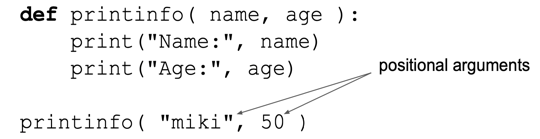 def printinfo( name, age ):
    print("Name:", name)
    print("Age:", age)
positional arguments
printinfo( "miki", 50 )